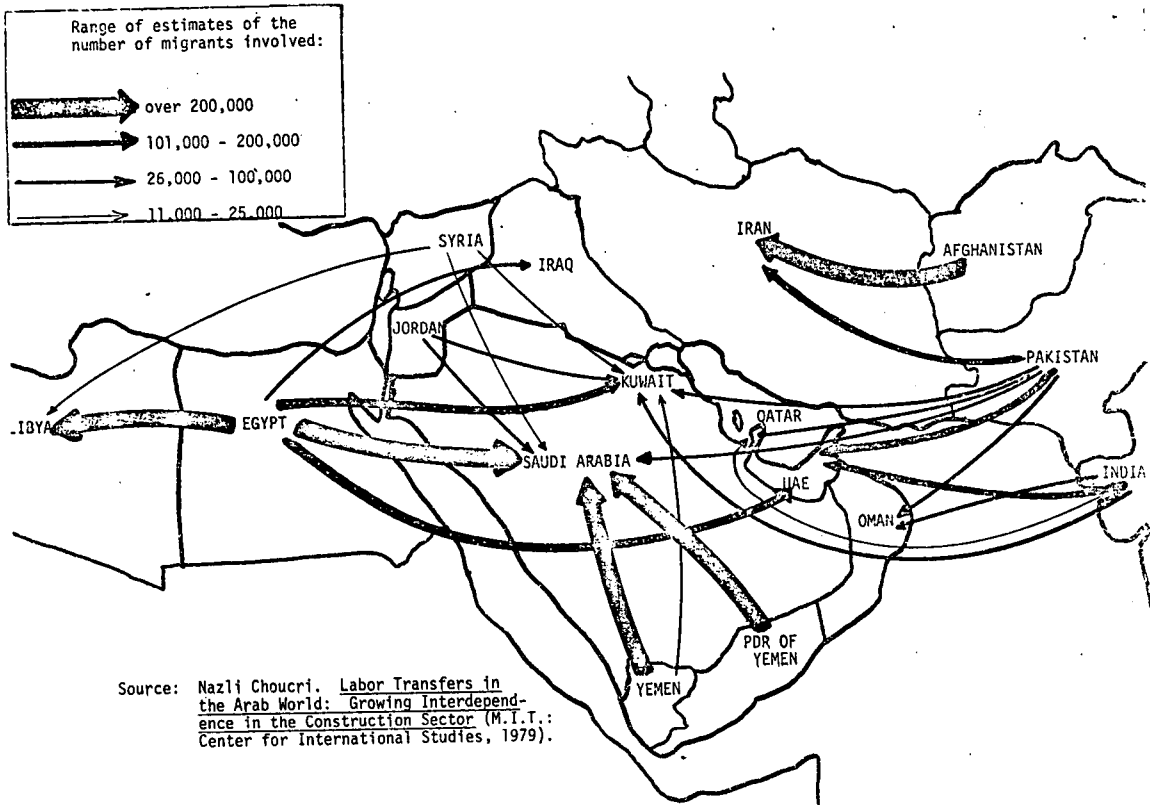 Range of estimates of the
number of migrants involved:
over 200,000
101,000 - 200,000
26,000 - 100,000
11,000 - 25,000
SYRIA
IRAQ
IRAN
AFGHANISTAN
JORDAN
KUWAIT
PAKISTAN
IBYA
EGYPT
QATAR
SAUDI ARABIA
UAE
INDIA
OMAN
PDR OF
YEMEN
YEMEN
Source: Nazli Choucri. Labor Transfers in
the Arab World: Growing Interdepend-
ence in the Construction Sector (M.I.T.:
Center for International Studies, 1979).